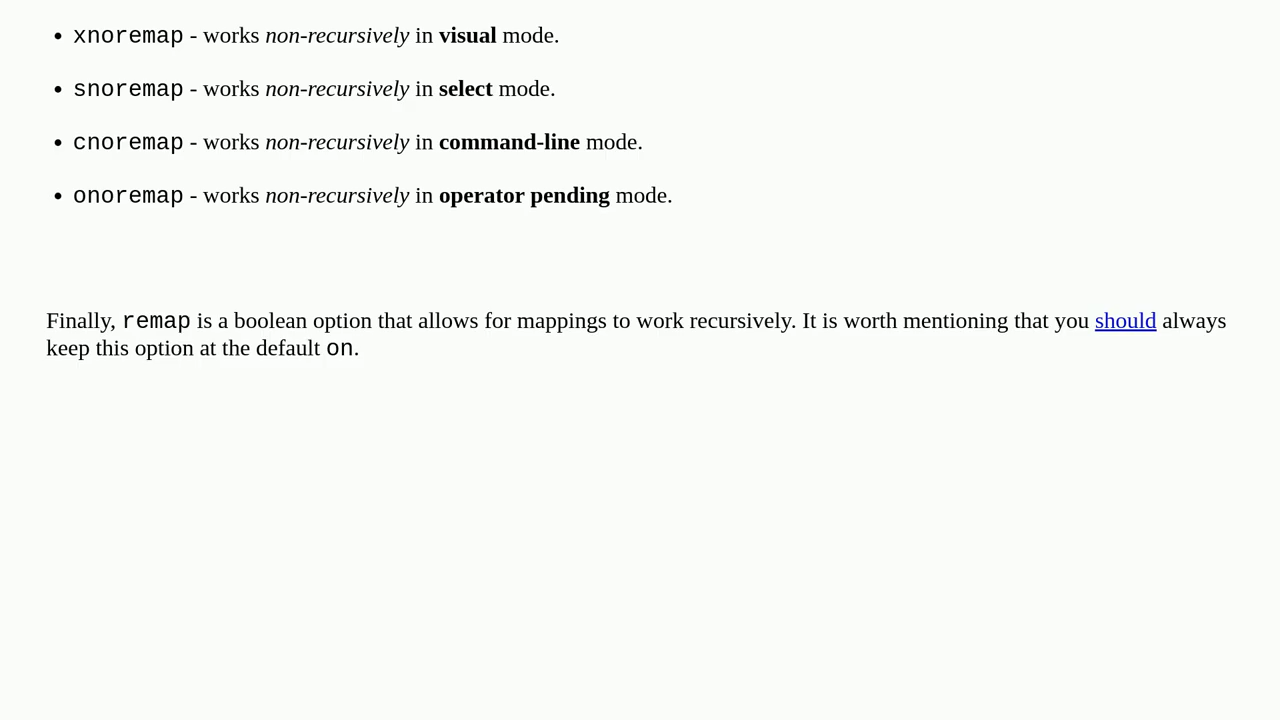 • xnoremap - works non-recursively in visual mode.
• snoremap - works non-recursively in select mode.
• cnoremap - works non-recursively in command-line mode.
• onoremap - works non-recursively in operator pending mode.
Finally, remap is a boolean option that allows for mappings to work recursively. It is worth mentioning that you should always
keep this option at the default on.